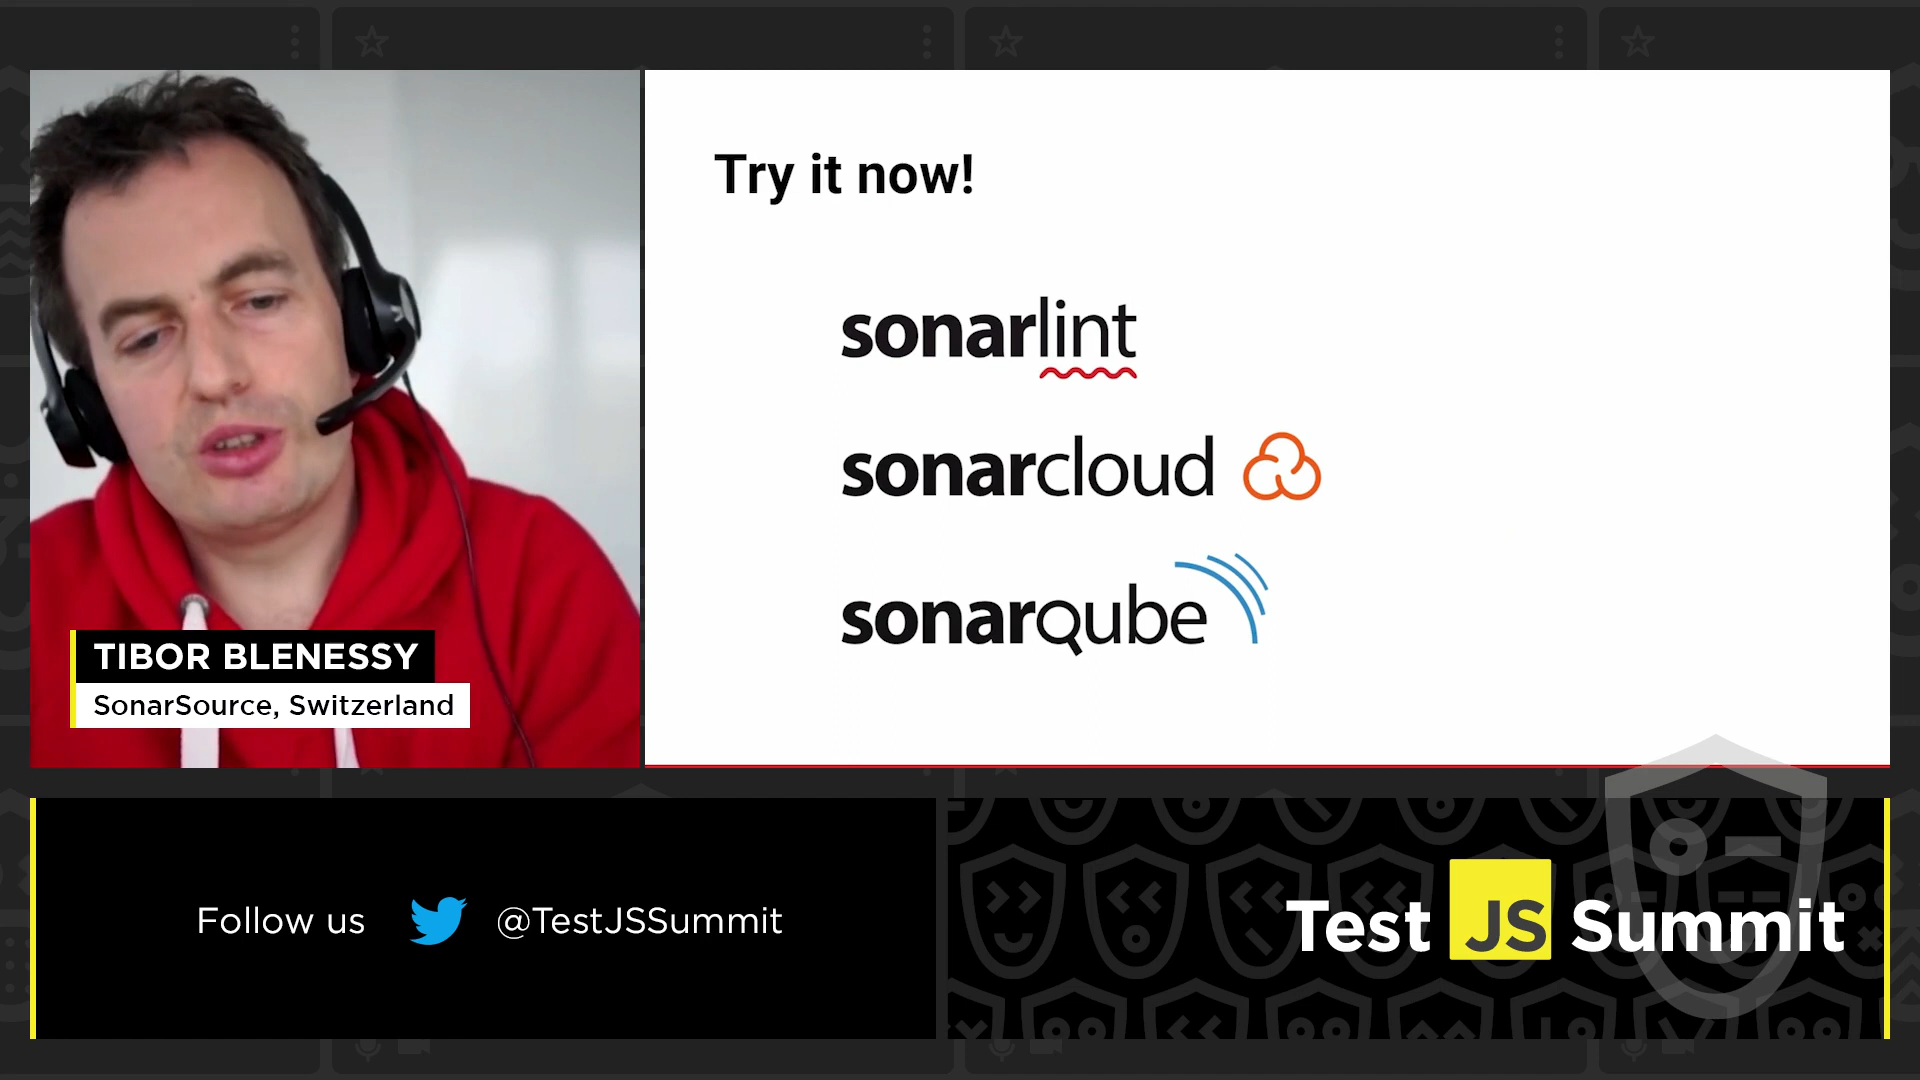 Try it now!
sonarlint
sonarcloud
sonarqube
TIBOR BLENESSY
SonarSource, Switzerland
Follow us @TestJSSummit
Test JS Summit